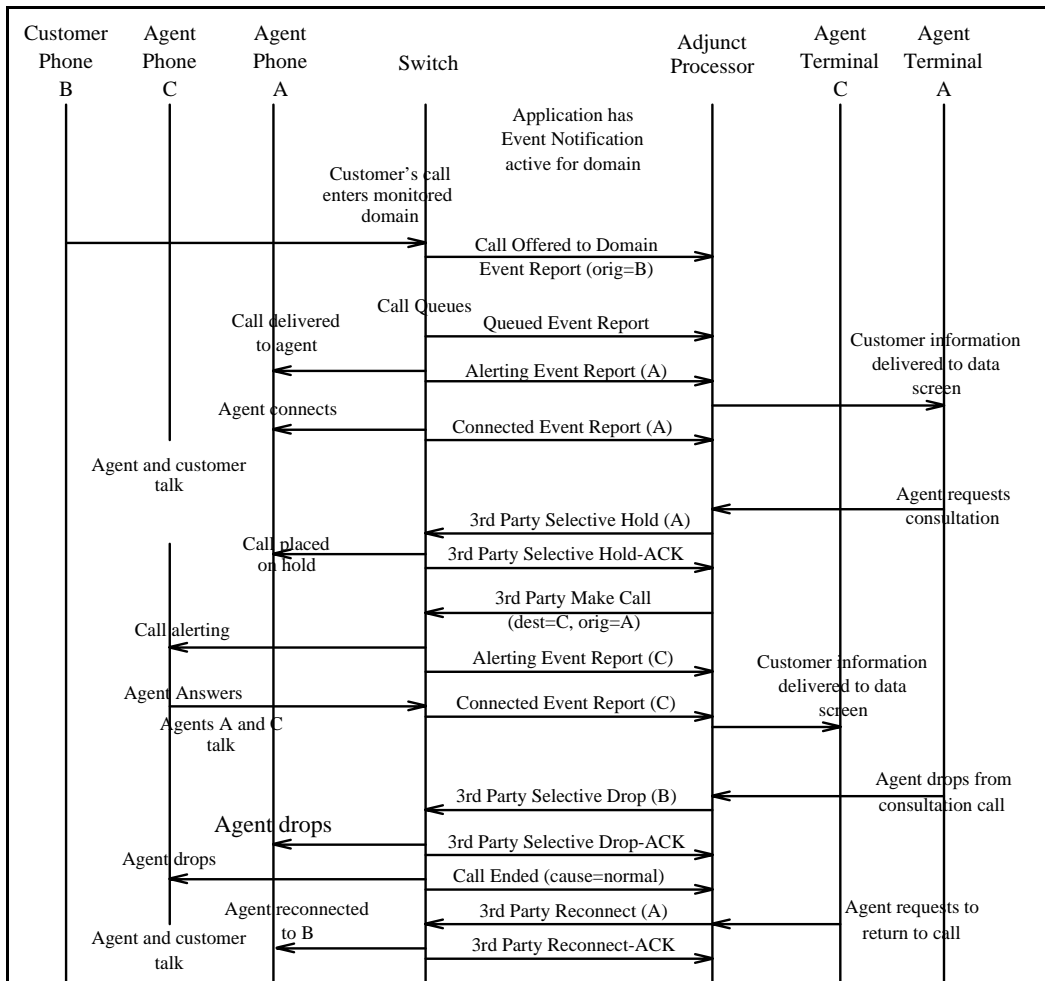 Customer
Phone
B
Agent
Phone
C
Agent
Phone
A
Switch
Adjunct
Processor
Agent
Terminal
C
Agent
Terminal
A
Application has
Event Notification
active for domain
Customer's call
enters monitored
domain
Call Offered to Domain
Event Report (orig=B)
Call Queues
Queued Event Report
Call delivered
to agent
Alerting Event Report (A)
Customer information
delivered to data
screen
Agent connects
Connected Event Report (A)
Agent and customer
talk
Agent requests
consultation
3rd Party Selective Hold (A)
Call placed
on hold
3rd Party Selective Hold-ACK
3rd Party Make Call
(dest=C, orig=A)
Call alerting
Alerting Event Report (C)
Customer information
delivered to data
screen
Agent Answers
Connected Event Report (C)
Agents A and C
talk
Agent drops from
consultation call
3rd Party Selective Drop (B)
Agent drops
3rd Party Selective Drop-ACK
Agent drops
Call Ended (cause=normal)
Agent requests to
return to call
3rd Party Reconnect (A)
Agent reconnected
to B
Agent and customer
talk
3rd Party Reconnect-ACK